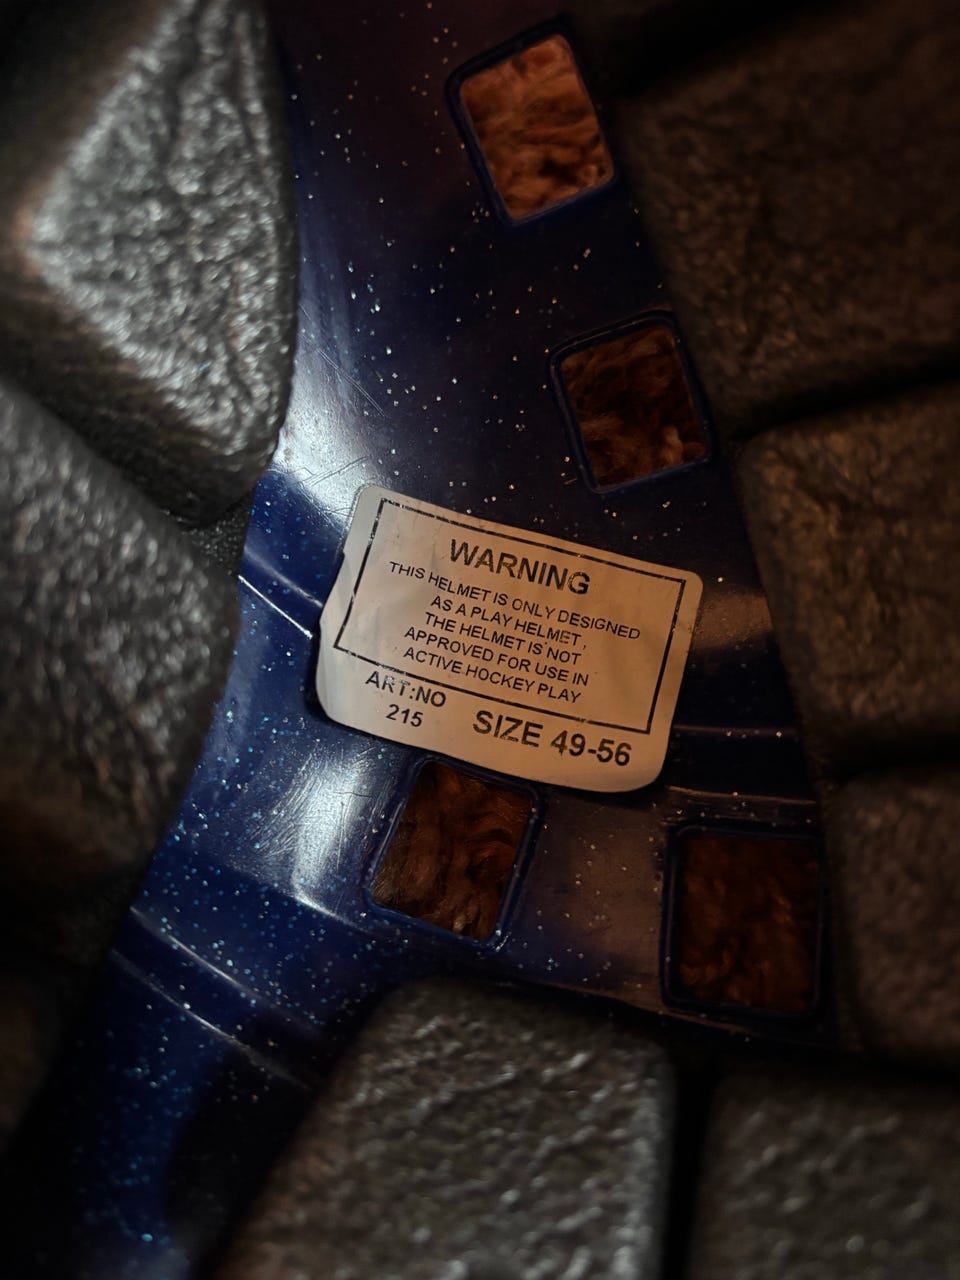 WARNING
THIS HELMET IS ONLY DESIGNED
AS A PLAY HELMET,
THE HELMET IS NOT
APPROVED FOR USE IN
ACTIVE.HOCKEY PLAY
ART:NO
215
SIZE 49-56